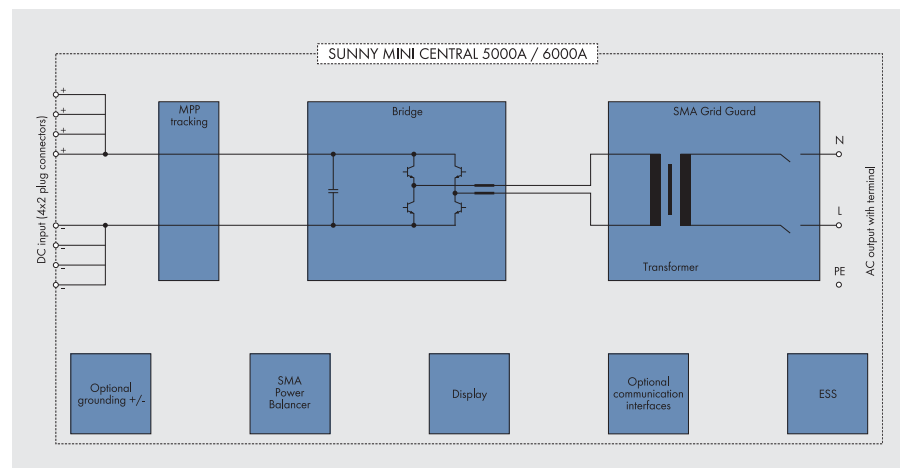 SUNNY MINI CENTRAL 5000A / 6000A
DC input (4x2 plug connectors)
+
+
+
+
-
-
-
-
MPP
tracking
Bridge
SMA Grid Guard
Transformer
N
L
PE
AC output with terminal
Optional
grounding +/-
SMA
Power
Balancer
Display
Optional
communication
interfaces
ESS